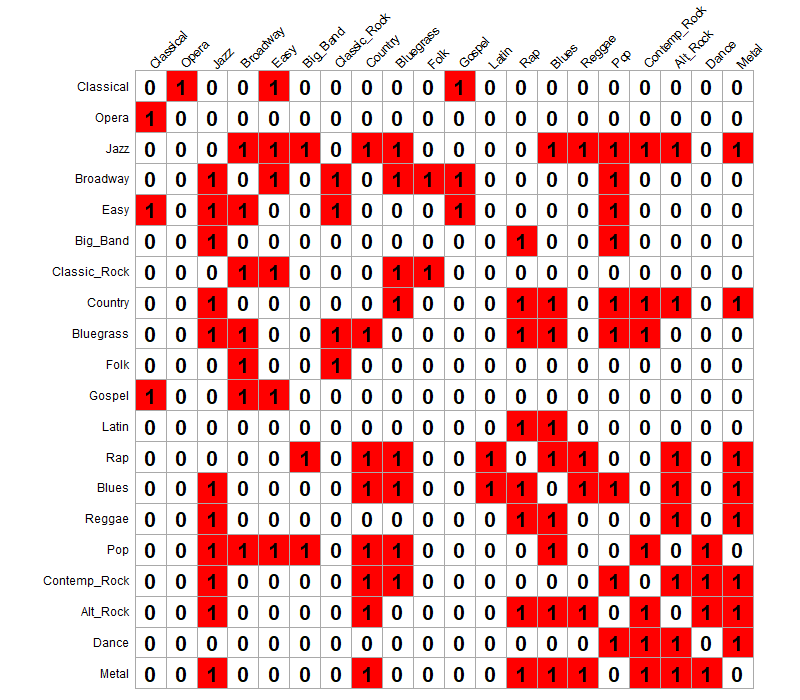 Classical Opera Jazz Broadway Easy Big_Band Classic_Rock Country Bluegrass Folk Gospel Latin Rap Blues Reggae Pop Contemp_Rock Alt_Rock Dance Metal
Classical 0 1 0 0 1 0 0 0 0 0 1 0 0 0 0 0 0 0 0 0
Opera 1 0 0 0 0 0 0 0 0 0 0 0 0 0 0 0 0 0 0 0
Jazz 0 0 0 1 1 1 0 1 1 0 0 0 0 1 1 1 1 1 0 1
Broadway 0 0 1 0 1 0 1 0 1 1 1 0 0 0 0 1 0 0 0 0
Easy 1 0 1 1 0 0 1 0 0 0 1 0 0 0 0 1 0 0 0 0
Big_Band 0 0 1 0 0 0 0 0 0 0 0 0 1 0 0 1 0 0 0 0
Classic_Rock 0 0 0 1 1 0 0 0 1 1 0 0 0 0 0 0 0 0 0 0
Country 0 0 1 0 0 0 0 0 1 0 0 0 1 1 0 1 1 1 0 1
Bluegrass 0 0 1 1 0 0 1 1 0 0 0 0 1 1 0 1 1 0 0 0
Folk 0 0 0 1 0 0 1 0 0 0 0 0 0 0 0 0 0 0 0 0
Gospel 1 0 0 1 1 0 0 0 0 0 0 0 0 0 0 0 0 0 0 0
Latin 0 0 0 0 0 0 0 0 0 0 0 0 1 1 0 0 0 0 0 0
Rap 0 0 0 0 0 1 0 1 1 0 0 1 0 1 1 0 0 1 0 1
Blues 0 0 1 0 0 0 0 1 1 0 0 1 1 0 1 1 0 1 0 1
Reggae 0 0 1 0 0 0 0 0 0 0 0 0 1 1 0 0 0 1 0 1
Pop 0 0 1 1 1 1 0 1 1 0 0 0 0 1 0 0 1 0 1 0
Contemp_Rock 0 0 1 0 0 0 0 1 1 0 0 0 0 0 0 1 0 1 1 1
Alt_Rock 0 0 1 0 0 0 0 1 0 0 0 0 1 1 1 0 1 0 1 1
Dance 0 0 0 0 0 0 0 0 0 0 0 0 0 0 0 1 1 1 0 1
Metal 0 0 1 0 0 0 0 1 0 0 0 0 1 1 1 0 1 1 1 0